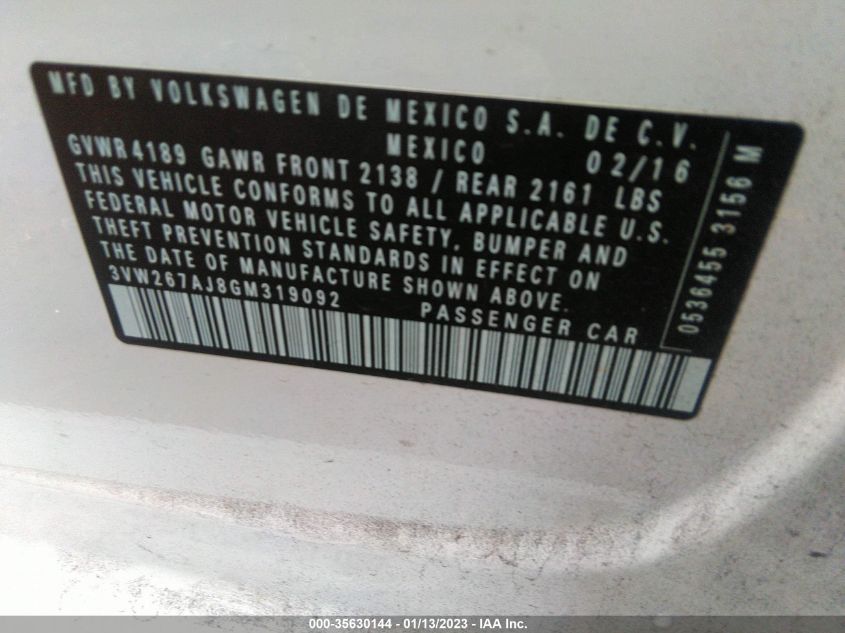 MFD BY VOLKSWAGEN DE MEXICO S.A. DE C.V.
MEXICO 02/16
GVWR 4189 GAWR FRONT 2138 / REAR 2161 LBS
THIS VEHICLE CONFORMS TO ALL APPLICABLE U.S.
FEDERAL MOTOR VEHICLE SAFETY, BUMPER AND
THEFT PREVENTION STANDARDS IN EFFECT ON
THE DATE OF MANUFACTURE SHOWN ABOVE.
3VW267AJ8GM319092 PASSENGER CAR
0536455 3156 M
000-35630144 - 01/13/2023 - IAA Inc.